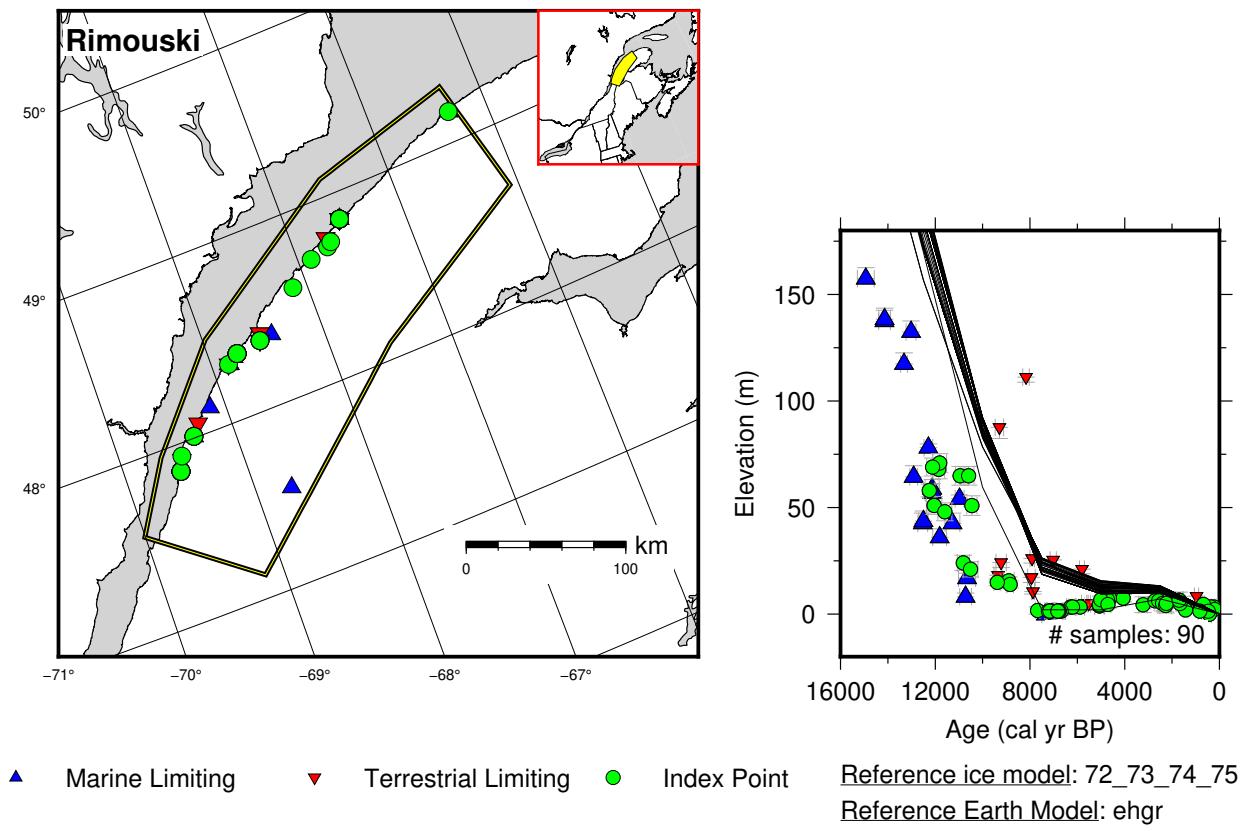 Rimouski
50°
49°
48°
−71°
−70°
−69°
−68°
−67°
km
0
100
Elevation (m)
150
100
50
0
# samples: 90
16000
12000
8000
4000
0
Age (cal yr BP)
Marine Limiting
Terrestrial Limiting
Index Point
Reference ice model: 72_73_74_75
Reference Earth Model: ehgr